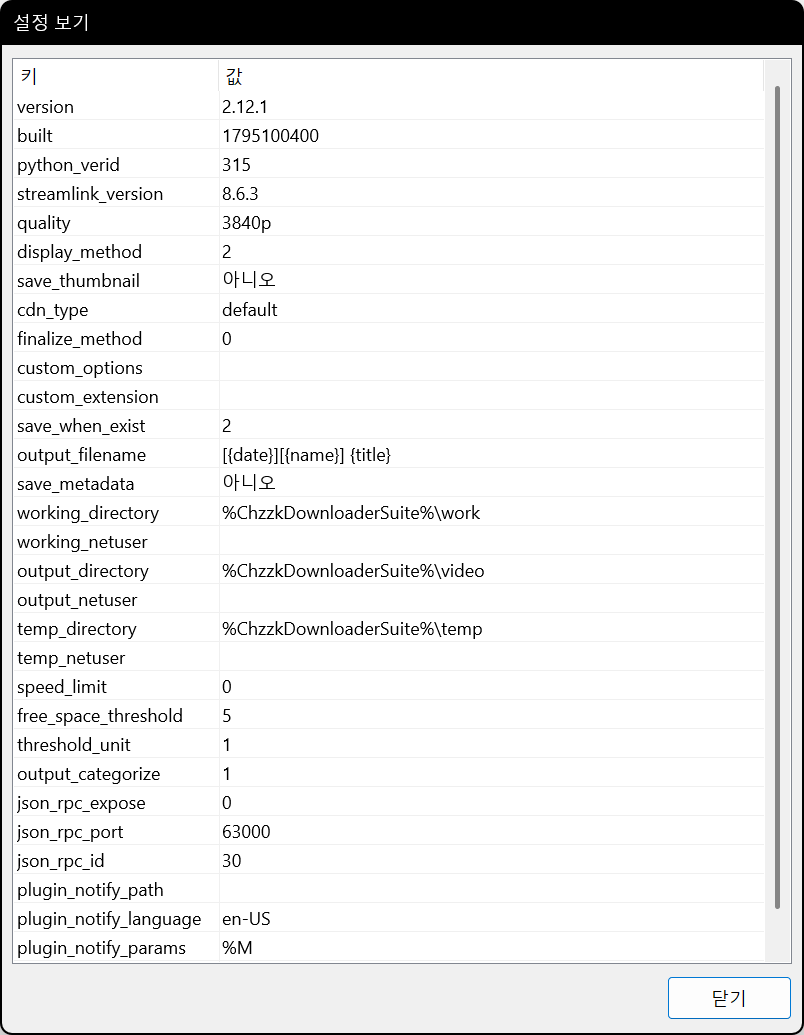 설정 보기
키 값
version 2.12.1
built 1795100400
python_verid 315
streamlink_version 8.6.3
quality 3840p
display_method 2
save_thumbnail 아니오
cdn_type default
finalize_method 0
custom_options
custom_extension
save_when_exist 2
output_filename [{date}][{name}] {title}
save_metadata 아니오
working_directory %ChzzkDownloaderSuite%\work
working_netuser
output_directory %ChzzkDownloaderSuite%\video
output_netuser
temp_directory %ChzzkDownloaderSuite%\temp
temp_netuser
speed_limit 0
free_space_threshold 5
threshold_unit 1
output_categorize 1
json_rpc_expose 0
json_rpc_port 63000
json_rpc_id 30
plugin_notify_path
plugin_notify_language en-US
plugin_notify_params %M
닫기